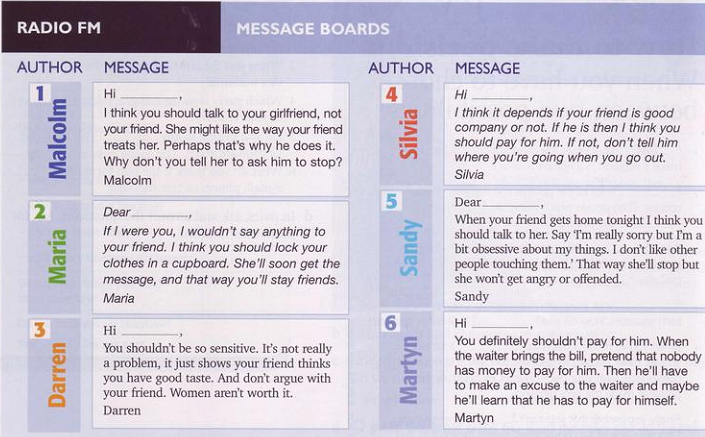 RADIO FM
MESSAGE BOARDS
AUTHOR MESSAGE
1
Malcolm
Hi ________,
I think you should talk to your girlfriend, not
your friend. She might like the way your friend
treats her. Perhaps that's why he does it.
Why don't you tell her to ask him to stop?
Malcolm
2
Maria
Dear________,
If I were you, I wouldn't say anything to
your friend. I think you should lock your
clothes in a cupboard. She'll soon get the
message, and that way you'll stay friends.
Maria
3
Darren
Hi ________,
You shouldn't be so sensitive. It's not really
a problem, it just shows your friend thinks
you have good taste. And don't argue with
your friend. Women aren't worth it.
Darren
AUTHOR MESSAGE
4
Silvia
Hi ________,
I think it depends if your friend is good
company or not. If he is then I think you
should pay for him. If not, don't tell him
where you're going when you go out.
Silvia
5
Sandy
Dear________,
When your friend gets home tonight I think you
should talk to her. Say 'I'm really sorry but I'm a
bit obsessive about my things. I don't like other
people touching them.' That way she'll stop but
she won't get angry or offended.
Sandy
6
Martyn
Hi ________,
You definitely shouldn't pay for him. When
the waiter brings the bill, pretend that nobody
has money to pay for him. Then he'll have
to make an excuse to the waiter and maybe
he'll learn that he has to pay for himself.
Martyn